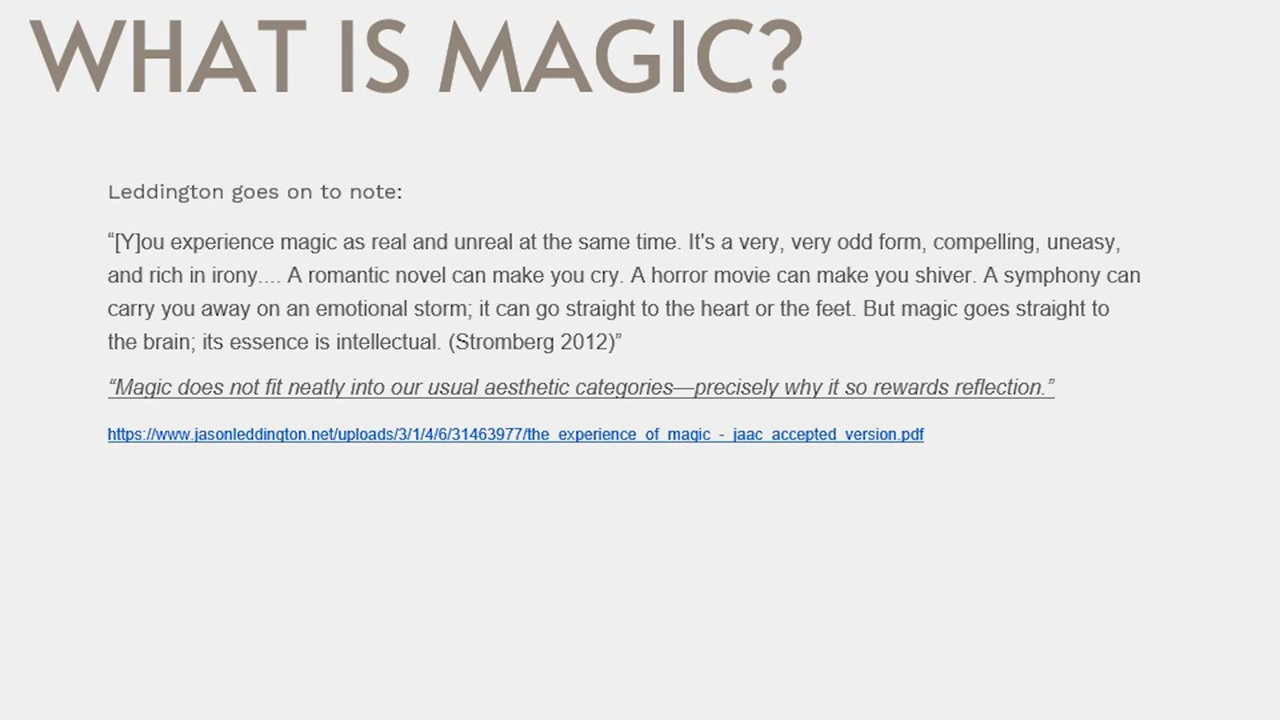 WHAT IS MAGIC?
Leddington goes on to note:
“[Y]ou experience magic as real and unreal at the same time. It's a very, very odd form, compelling, uneasy,
and rich in irony.... A romantic novel can make you cry. A horror movie can make you shiver. A symphony can
carry you away on an emotional storm; it can go straight to the heart or the feet. But magic goes straight to
the brain; its essence is intellectual. (Stromberg 2012)”
“Magic does not fit neatly into our usual aesthetic categories—precisely why it so rewards reflection.”
https://www.jasonleddington.net/uploads/3/1/4/6/31463977/the_experience_of_magic_-_jaac_accepted_version.pdf